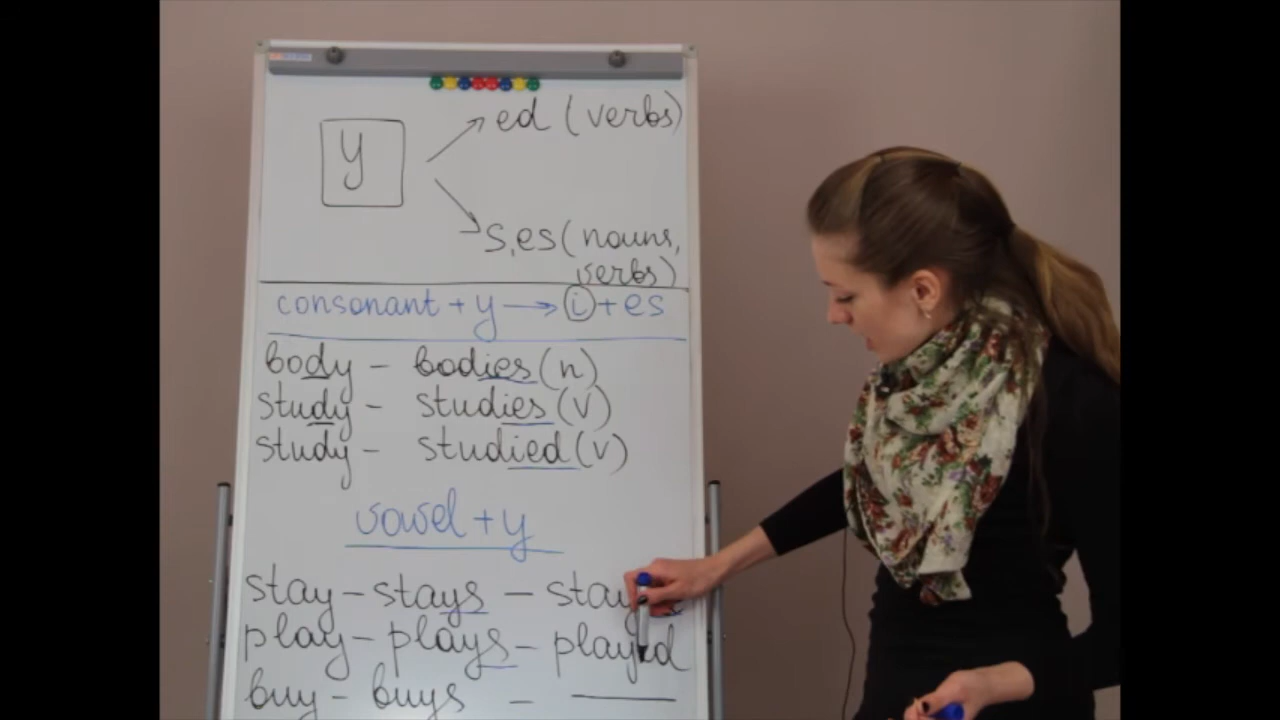 y
ed (verbs)
s, es (nouns,
verbs)
consonant + y → i + es
body - bodies (n)
study - studies (v)
study - studied (v)
vowel + y
stay - stays -
play - plays - played
buy - buys - ___